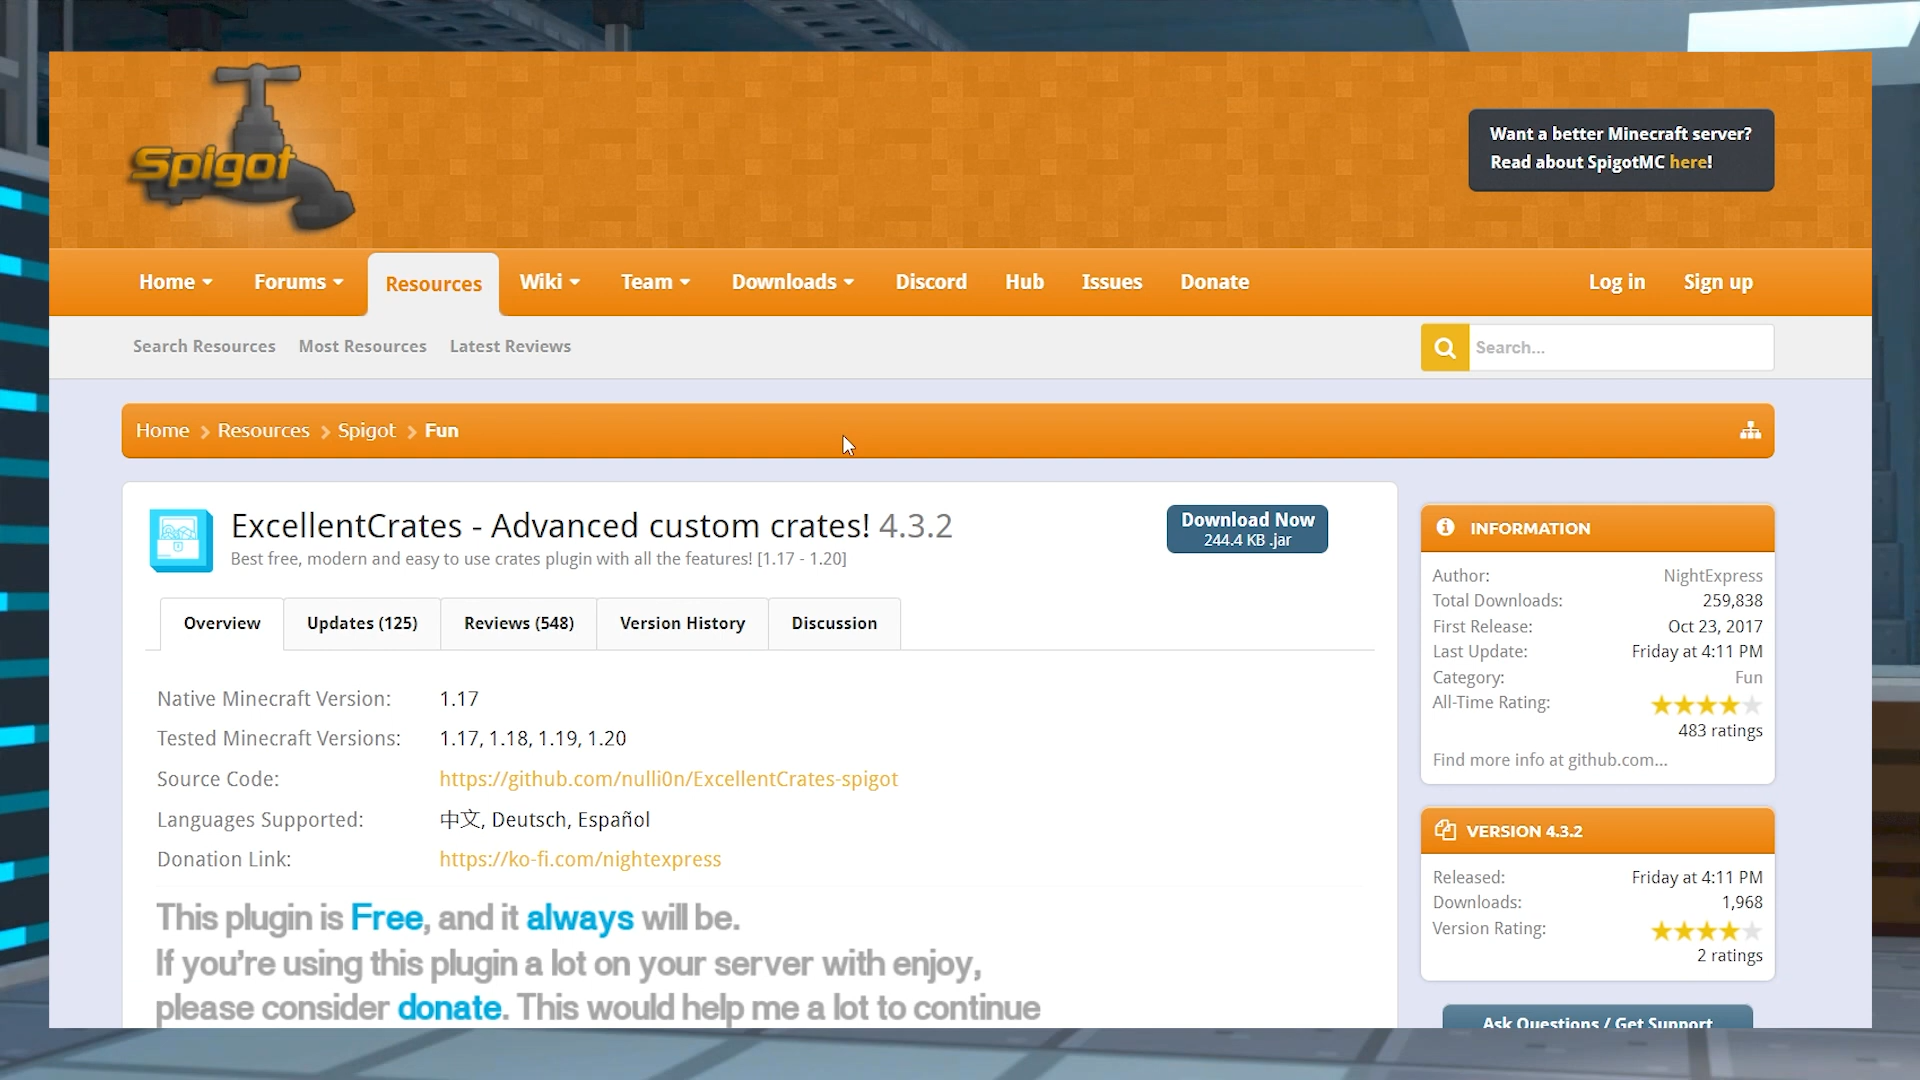 Spigot
Want a better Minecraft server?
Read about SpigotMC here!
Home
Forums
Resources
Wiki
Team
Downloads
Discord
Hub
Issues
Donate
Log in
Sign up
Search Resources
Most Resources
Latest Reviews
Search...
Home
Resources
Spigot
Fun
ExcellentCrates - Advanced custom crates! 4.3.2
Best free, modern and easy to use crates plugin with all the features! [1.17 - 1.20]
Download Now
244.4 KB .jar
Overview
Updates (125)
Reviews (548)
Version History
Discussion
Native Minecraft Version: 1.17
Tested Minecraft Versions: 1.17, 1.18, 1.19, 1.20
Source Code: https://github.com/nulli0n/ExcellentCrates-spigot
Languages Supported: 中文, Deutsch, Español
Donation Link: https://ko-fi.com/nightexpress
This plugin is Free, and it always will be.
If you're using this plugin a lot on your server with enjoy,
please consider donate. This would help me a lot to continue
INFORMATION
Author: NightExpress
Total Downloads: 259,838
First Release: Oct 23, 2017
Last Update: Friday at 4:11 PM
Category: Fun
All-Time Rating:
483 ratings
Find more info at github.com...
VERSION 4.3.2
Released: Friday at 4:11 PM
Downloads: 1,968
Version Rating:
2 ratings
Ask Questions / Get Support